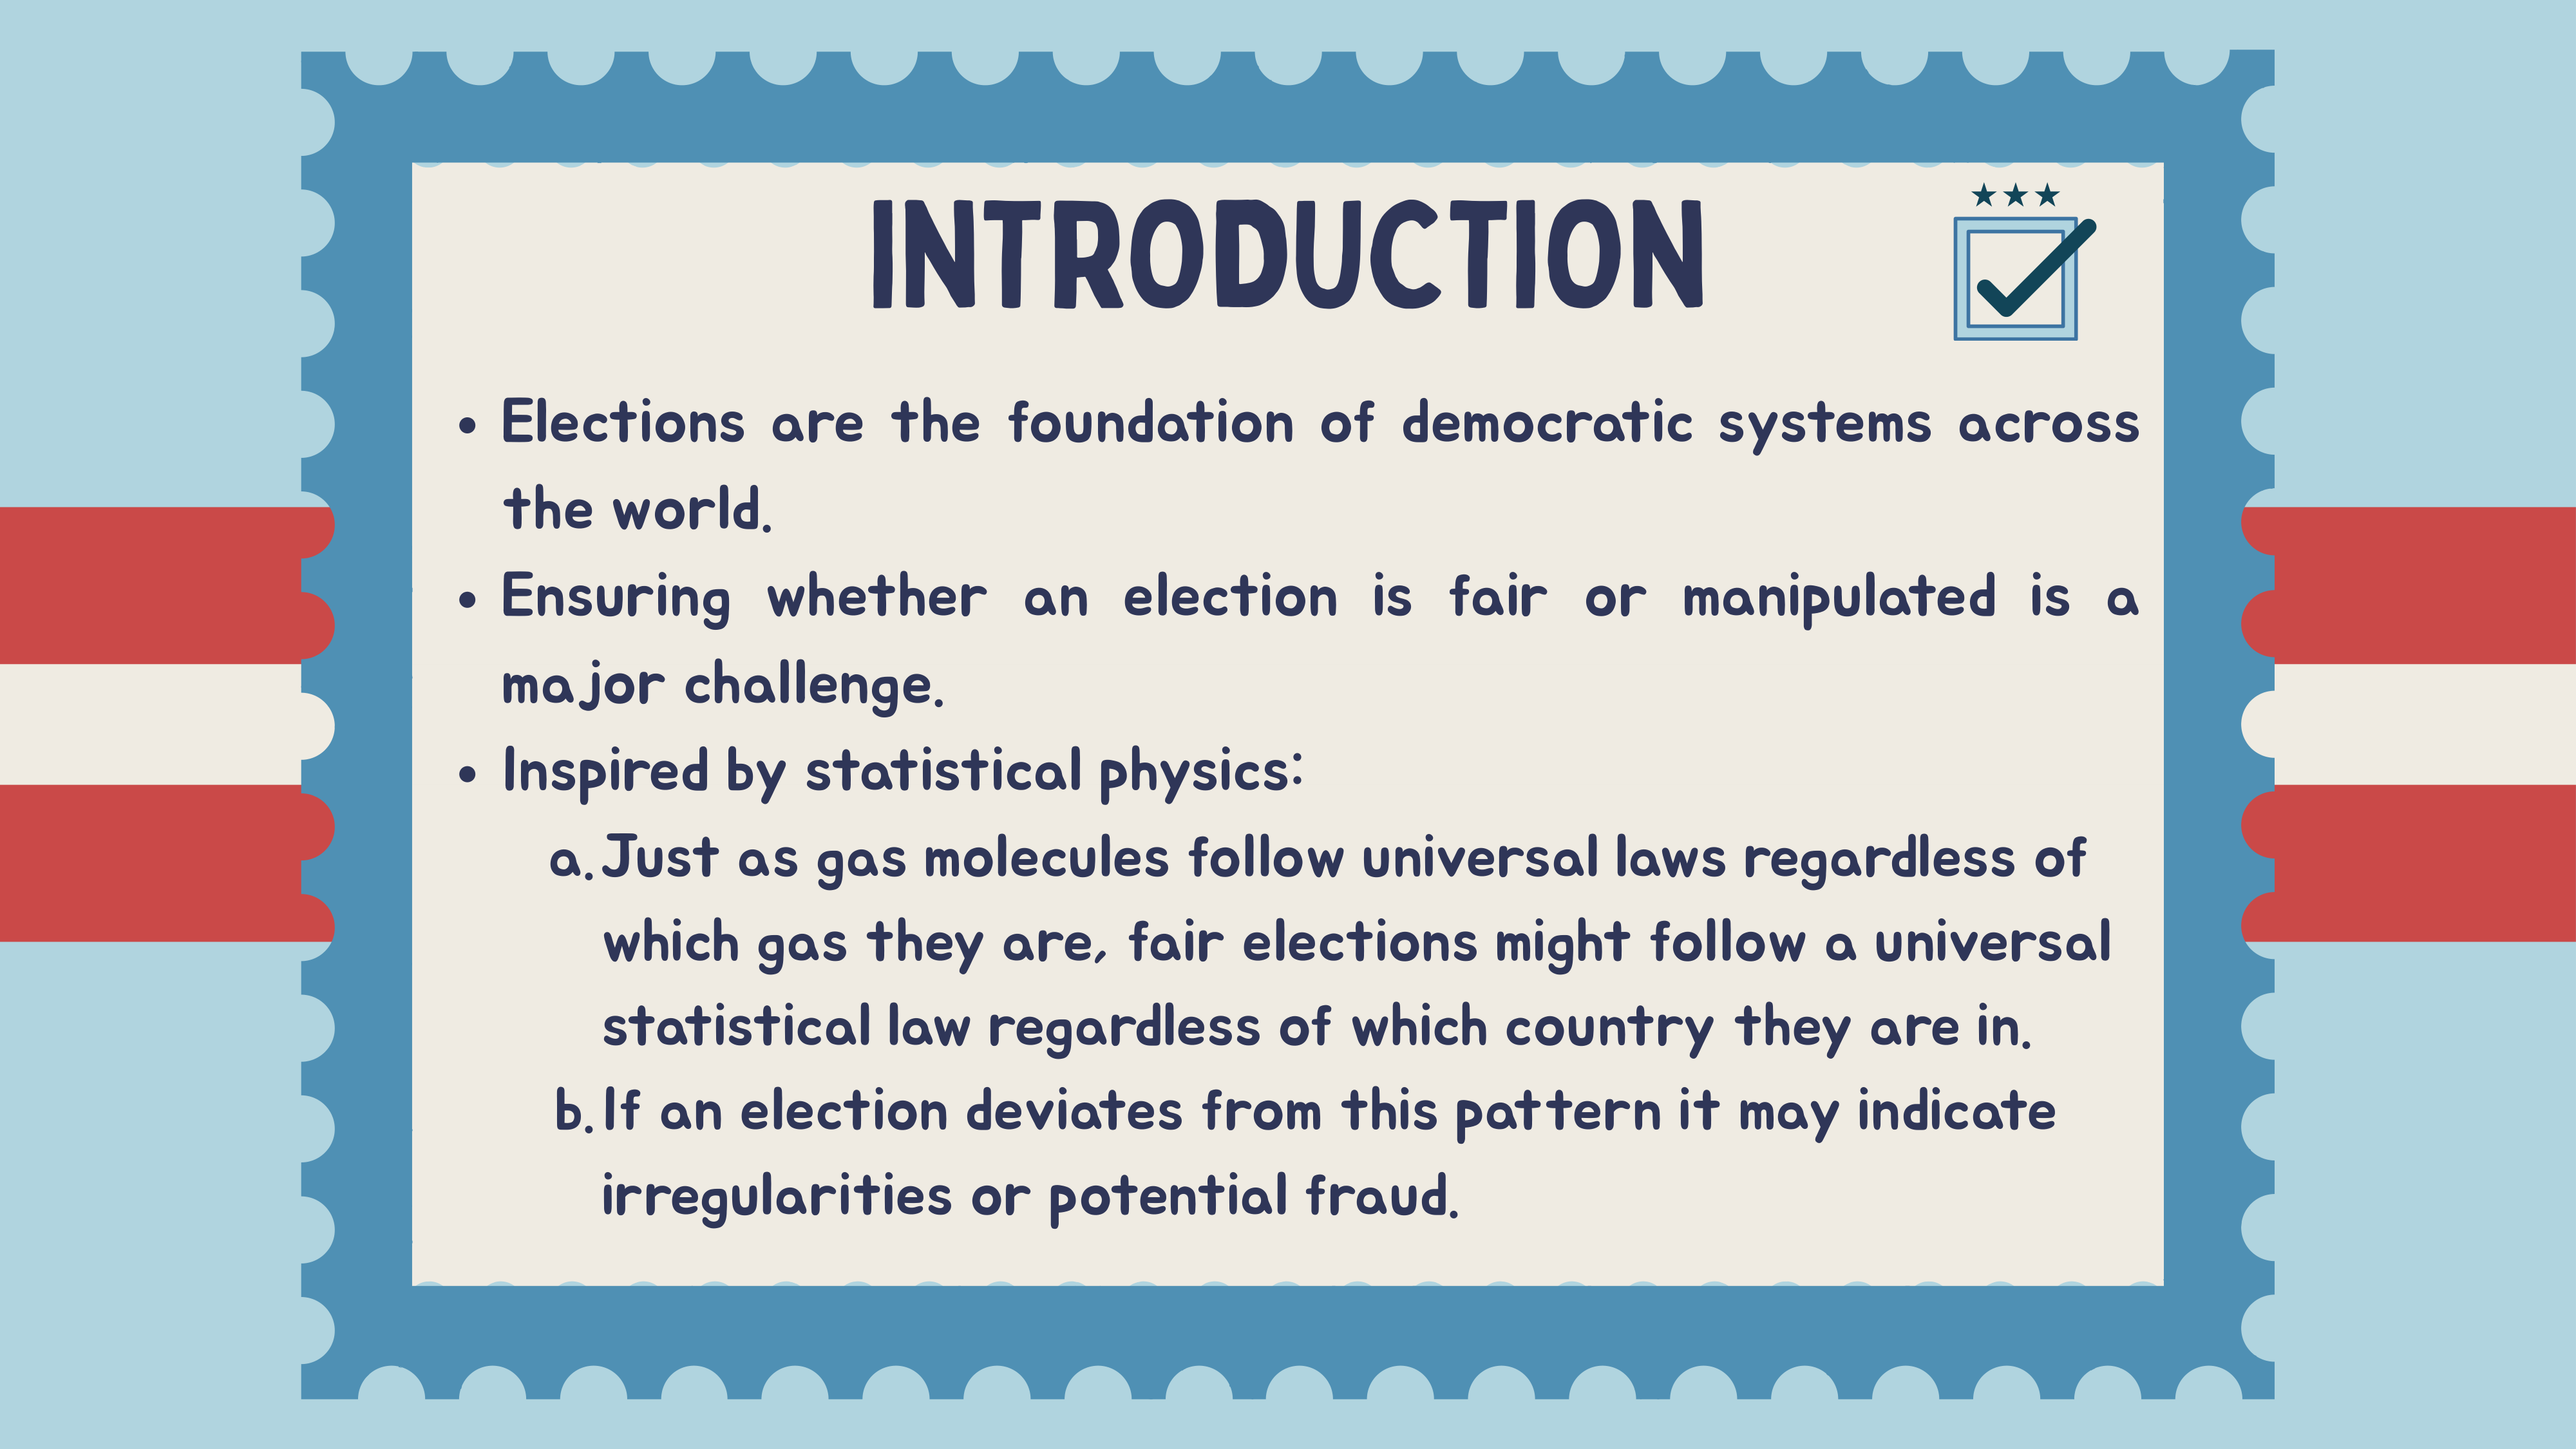 INTRODUCTION
• Elections are the foundation of democratic systems across
the world.
• Ensuring whether an election is fair or manipulated is a
major challenge.
• Inspired by statistical physics:
a. Just as gas molecules follow universal laws regardless of
which gas they are, fair elections might follow a universal
statistical law regardless of which country they are in.
b. If an election deviates from this pattern it may indicate
irregularities or potential fraud.